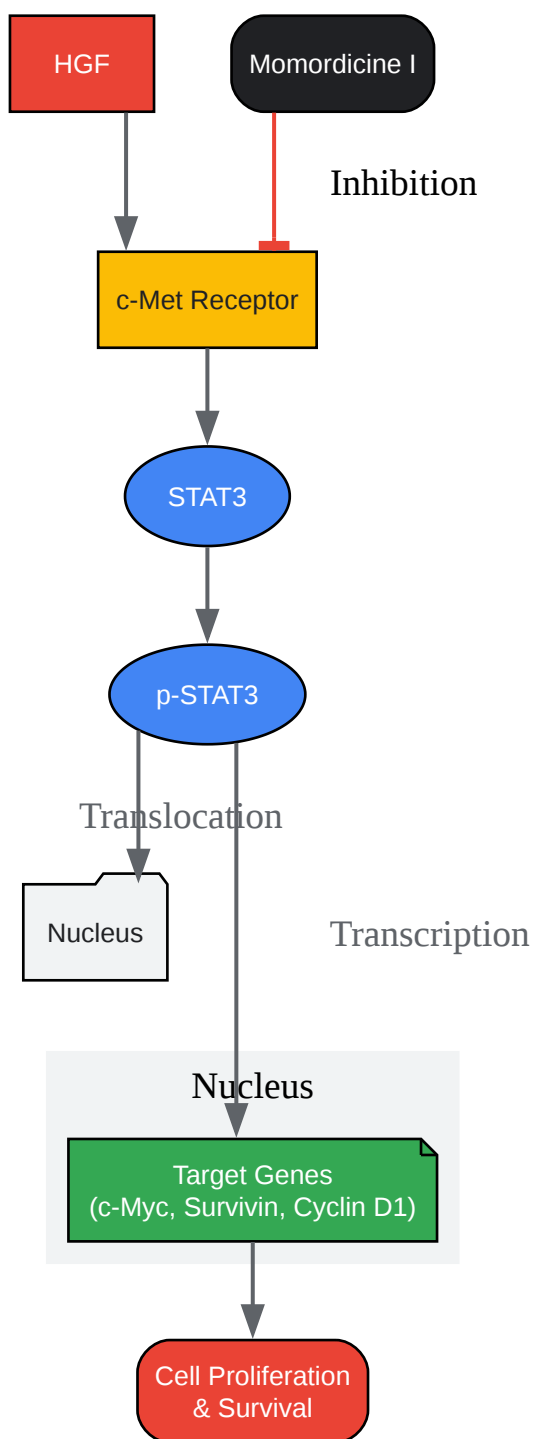 HGF
Momordicine I
Inhibition
c-Met Receptor
STAT3
p-STAT3
Translocation
Nucleus
Transcription
Nucleus
Target Genes
(c-Myc, Survivin, Cyclin D1)
Cell Proliferation
& Survival